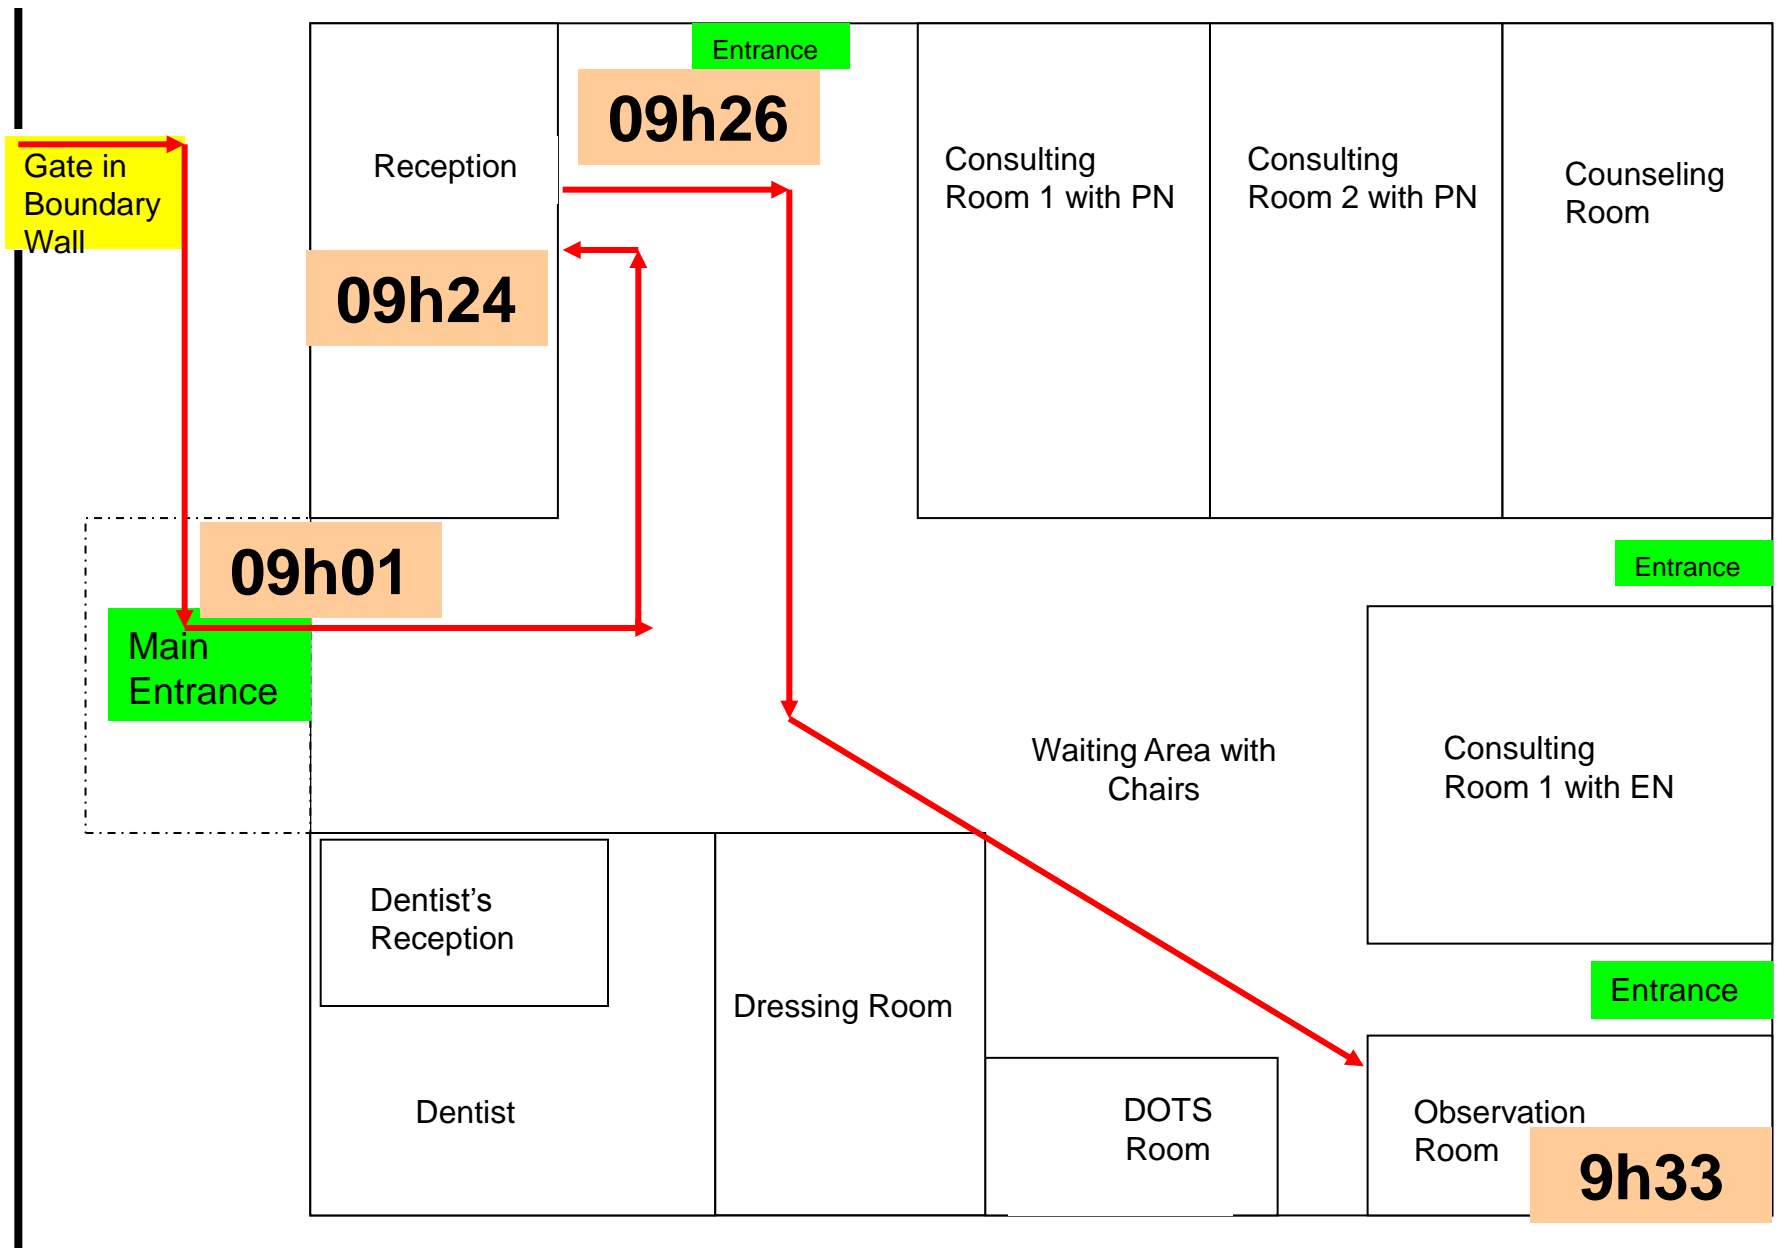 Entrance
09h26
Gate in
Boundary
Wall
Reception
Consulting
Room 1 with PN
Consulting
Room 2 with PN
Counseling
Room
09h24
09h01
Entrance
Main
Entrance
Waiting Area with
Chairs
Consulting
Room 1 with EN
Dentist’s
Reception
Dressing Room
Entrance
Dentist
DOTS
Room
Observation
Room
9h33